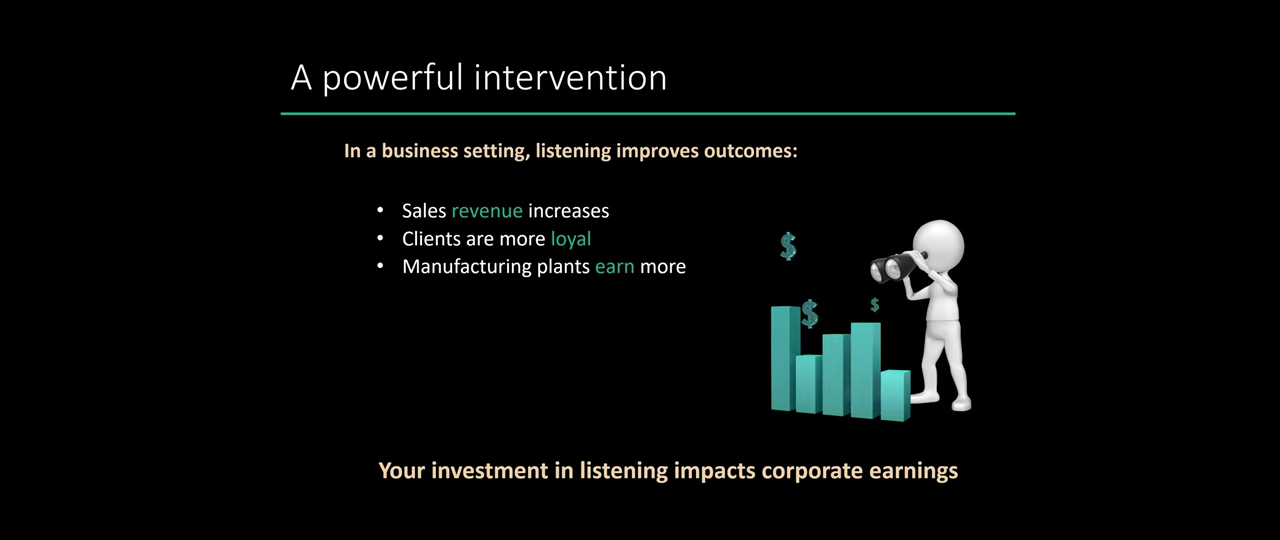 A powerful intervention
In a business setting, listening improves outcomes:
• Sales revenue increases
• Clients are more loyal
• Manufacturing plants earn more
$
$
$
Your investment in listening impacts corporate earnings